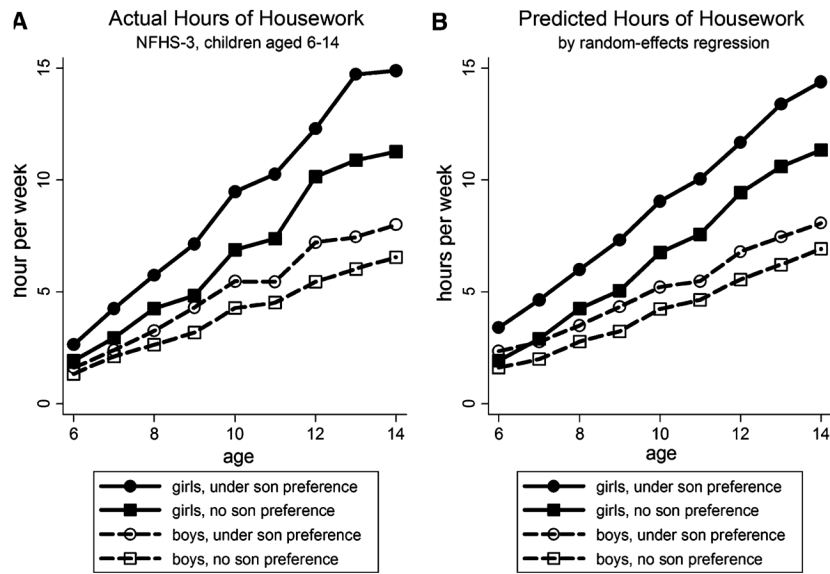 A
Actual Hours of Housework
NFHS-3, children aged 6-14
hour per week
15
10
5
0
6 8 10 12 14
age
girls, under son preference
girls, no son preference
boys, under son preference
boys, no son preference
B
Predicted Hours of Housework
by random-effects regression
hours per week
15
10
5
0
6 8 10 12 14
age
girls, under son preference
girls, no son preference
boys, under son preference
boys, no son preference